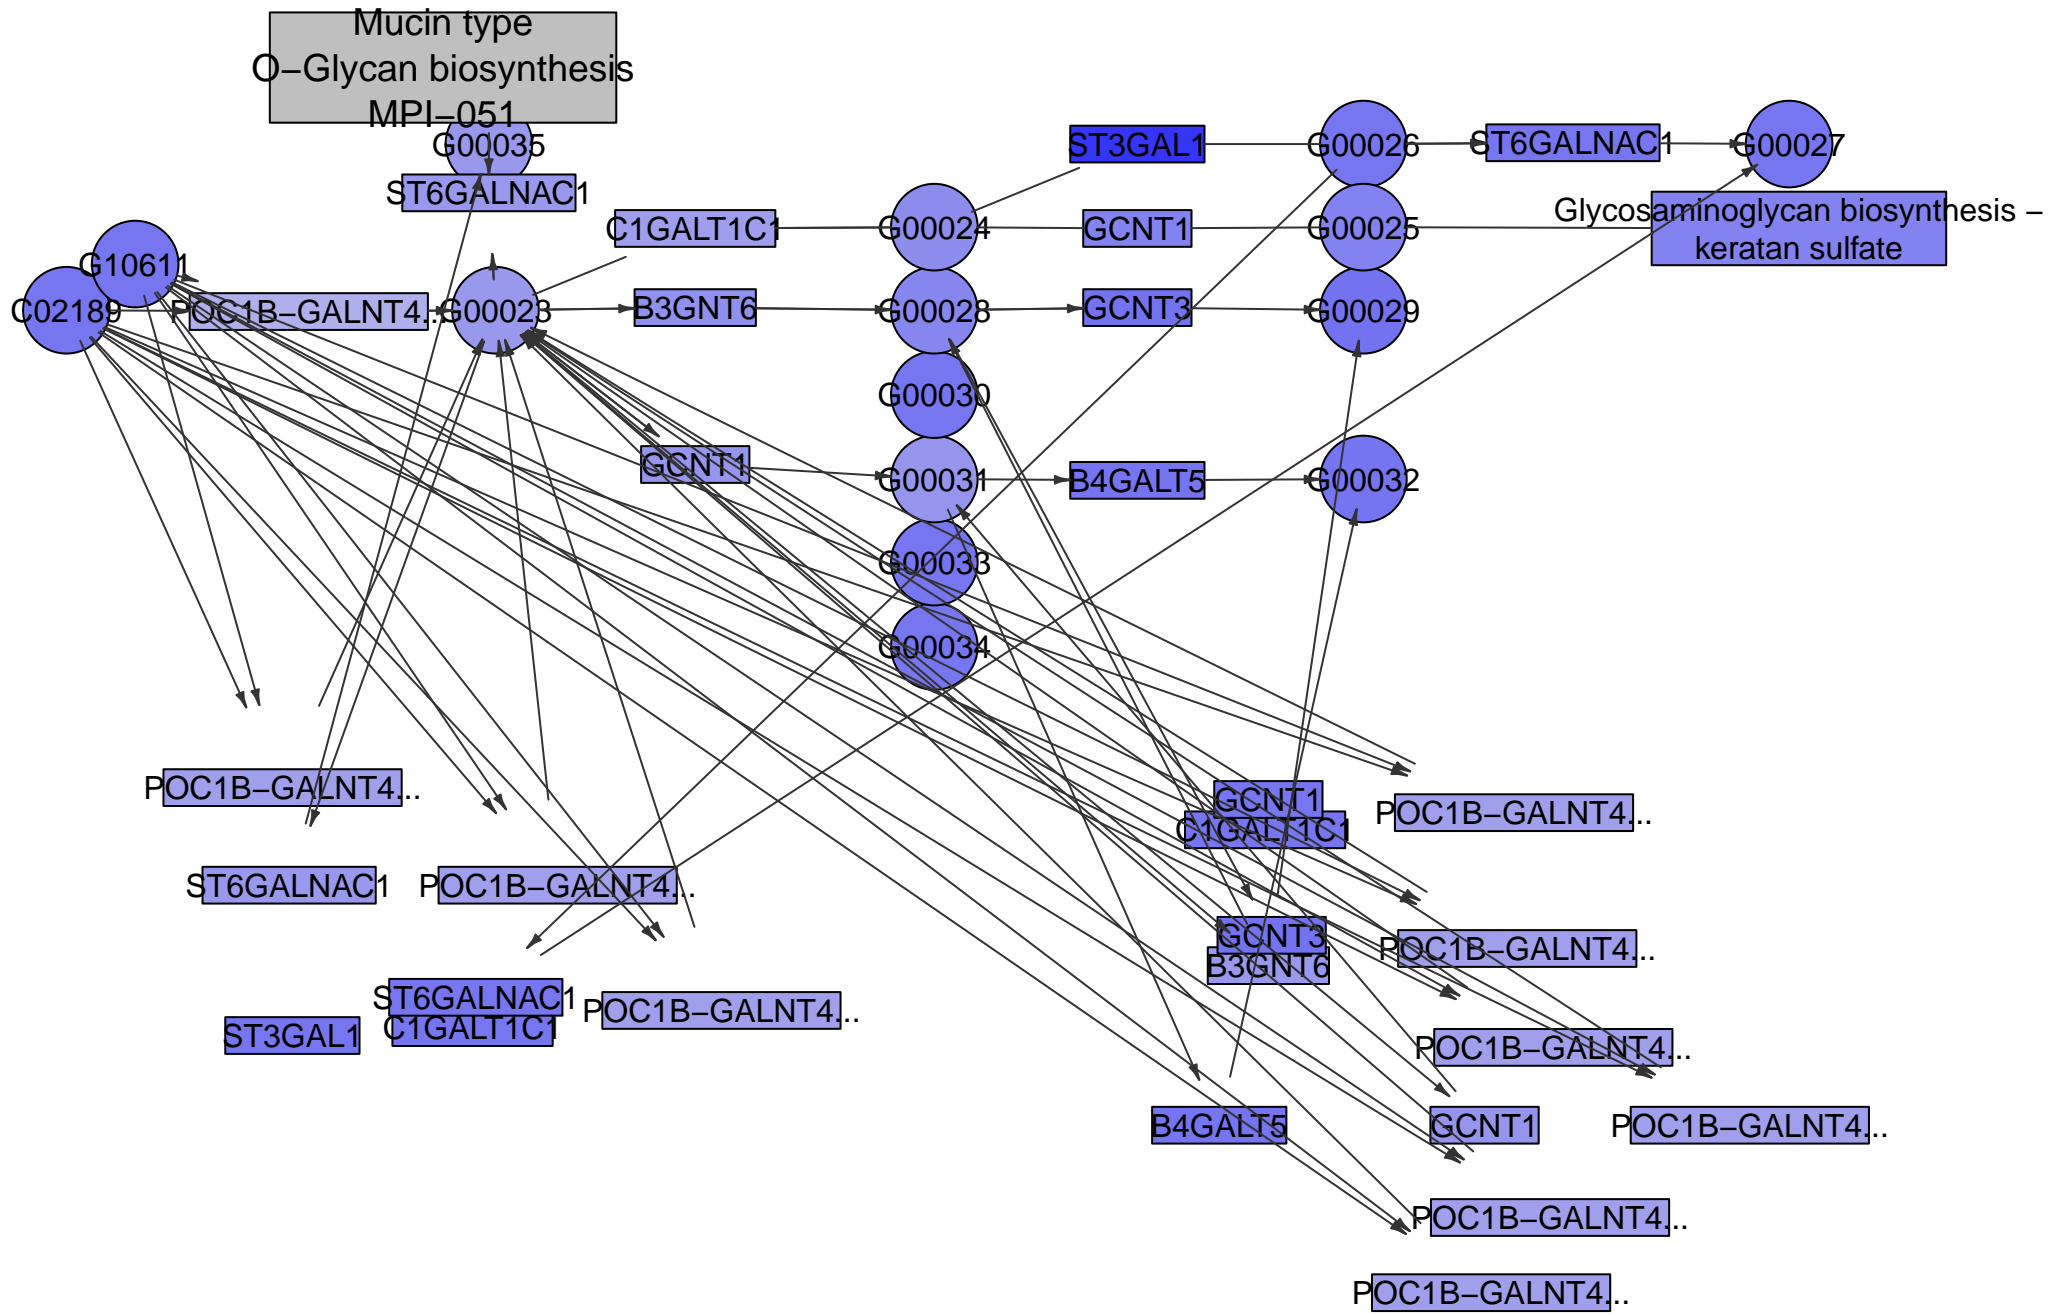 Mucin type
O−Glycan biosynthesis
MPI−051
G00035
ST6GALNAC1
ST3GAL1
G00026
ST6GALNAC1
G00027
C1GALT1C1
G00024
GCNT1
G00025
Glycosaminoglycan biosynthesis −
keratan sulfate
G10611
C02189
POC1B−GALNT4...
G00023
B3GNT6
G00028
GCNT3
G00029
G00030
GCNT1
G00031
B4GALT5
G00032
G00033
G00034
POC1B−GALNT4...
GCNT1
C1GALT1C1
POC1B−GALNT4...
ST6GALNAC1
POC1B−GALNT4...
GCNT3
B3GNT6
POC1B−GALNT4...
ST6GALNAC1
C1GALT1C1
ST3GAL1
POC1B−GALNT4...
POC1B−GALNT4...
B4GALT5
GCNT1
POC1B−GALNT4...
POC1B−GALNT4...
POC1B−GALNT4...